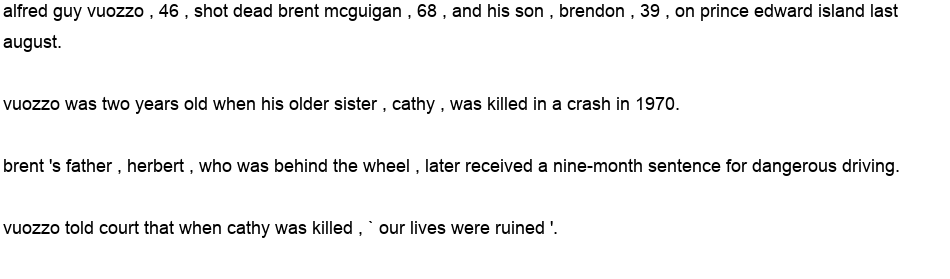 alfred guy vuozzo , 46 , shot dead brent mcguigan , 68 , and his son , brendon , 39 , on prince edward island last
august.
vuozzo was two years old when his older sister , cathy , was killed in a crash in 1970.
brent 's father , herbert , who was behind the wheel , later received a nine-month sentence for dangerous driving.
vuozzo told court that when cathy was killed , ` our lives were ruined '.